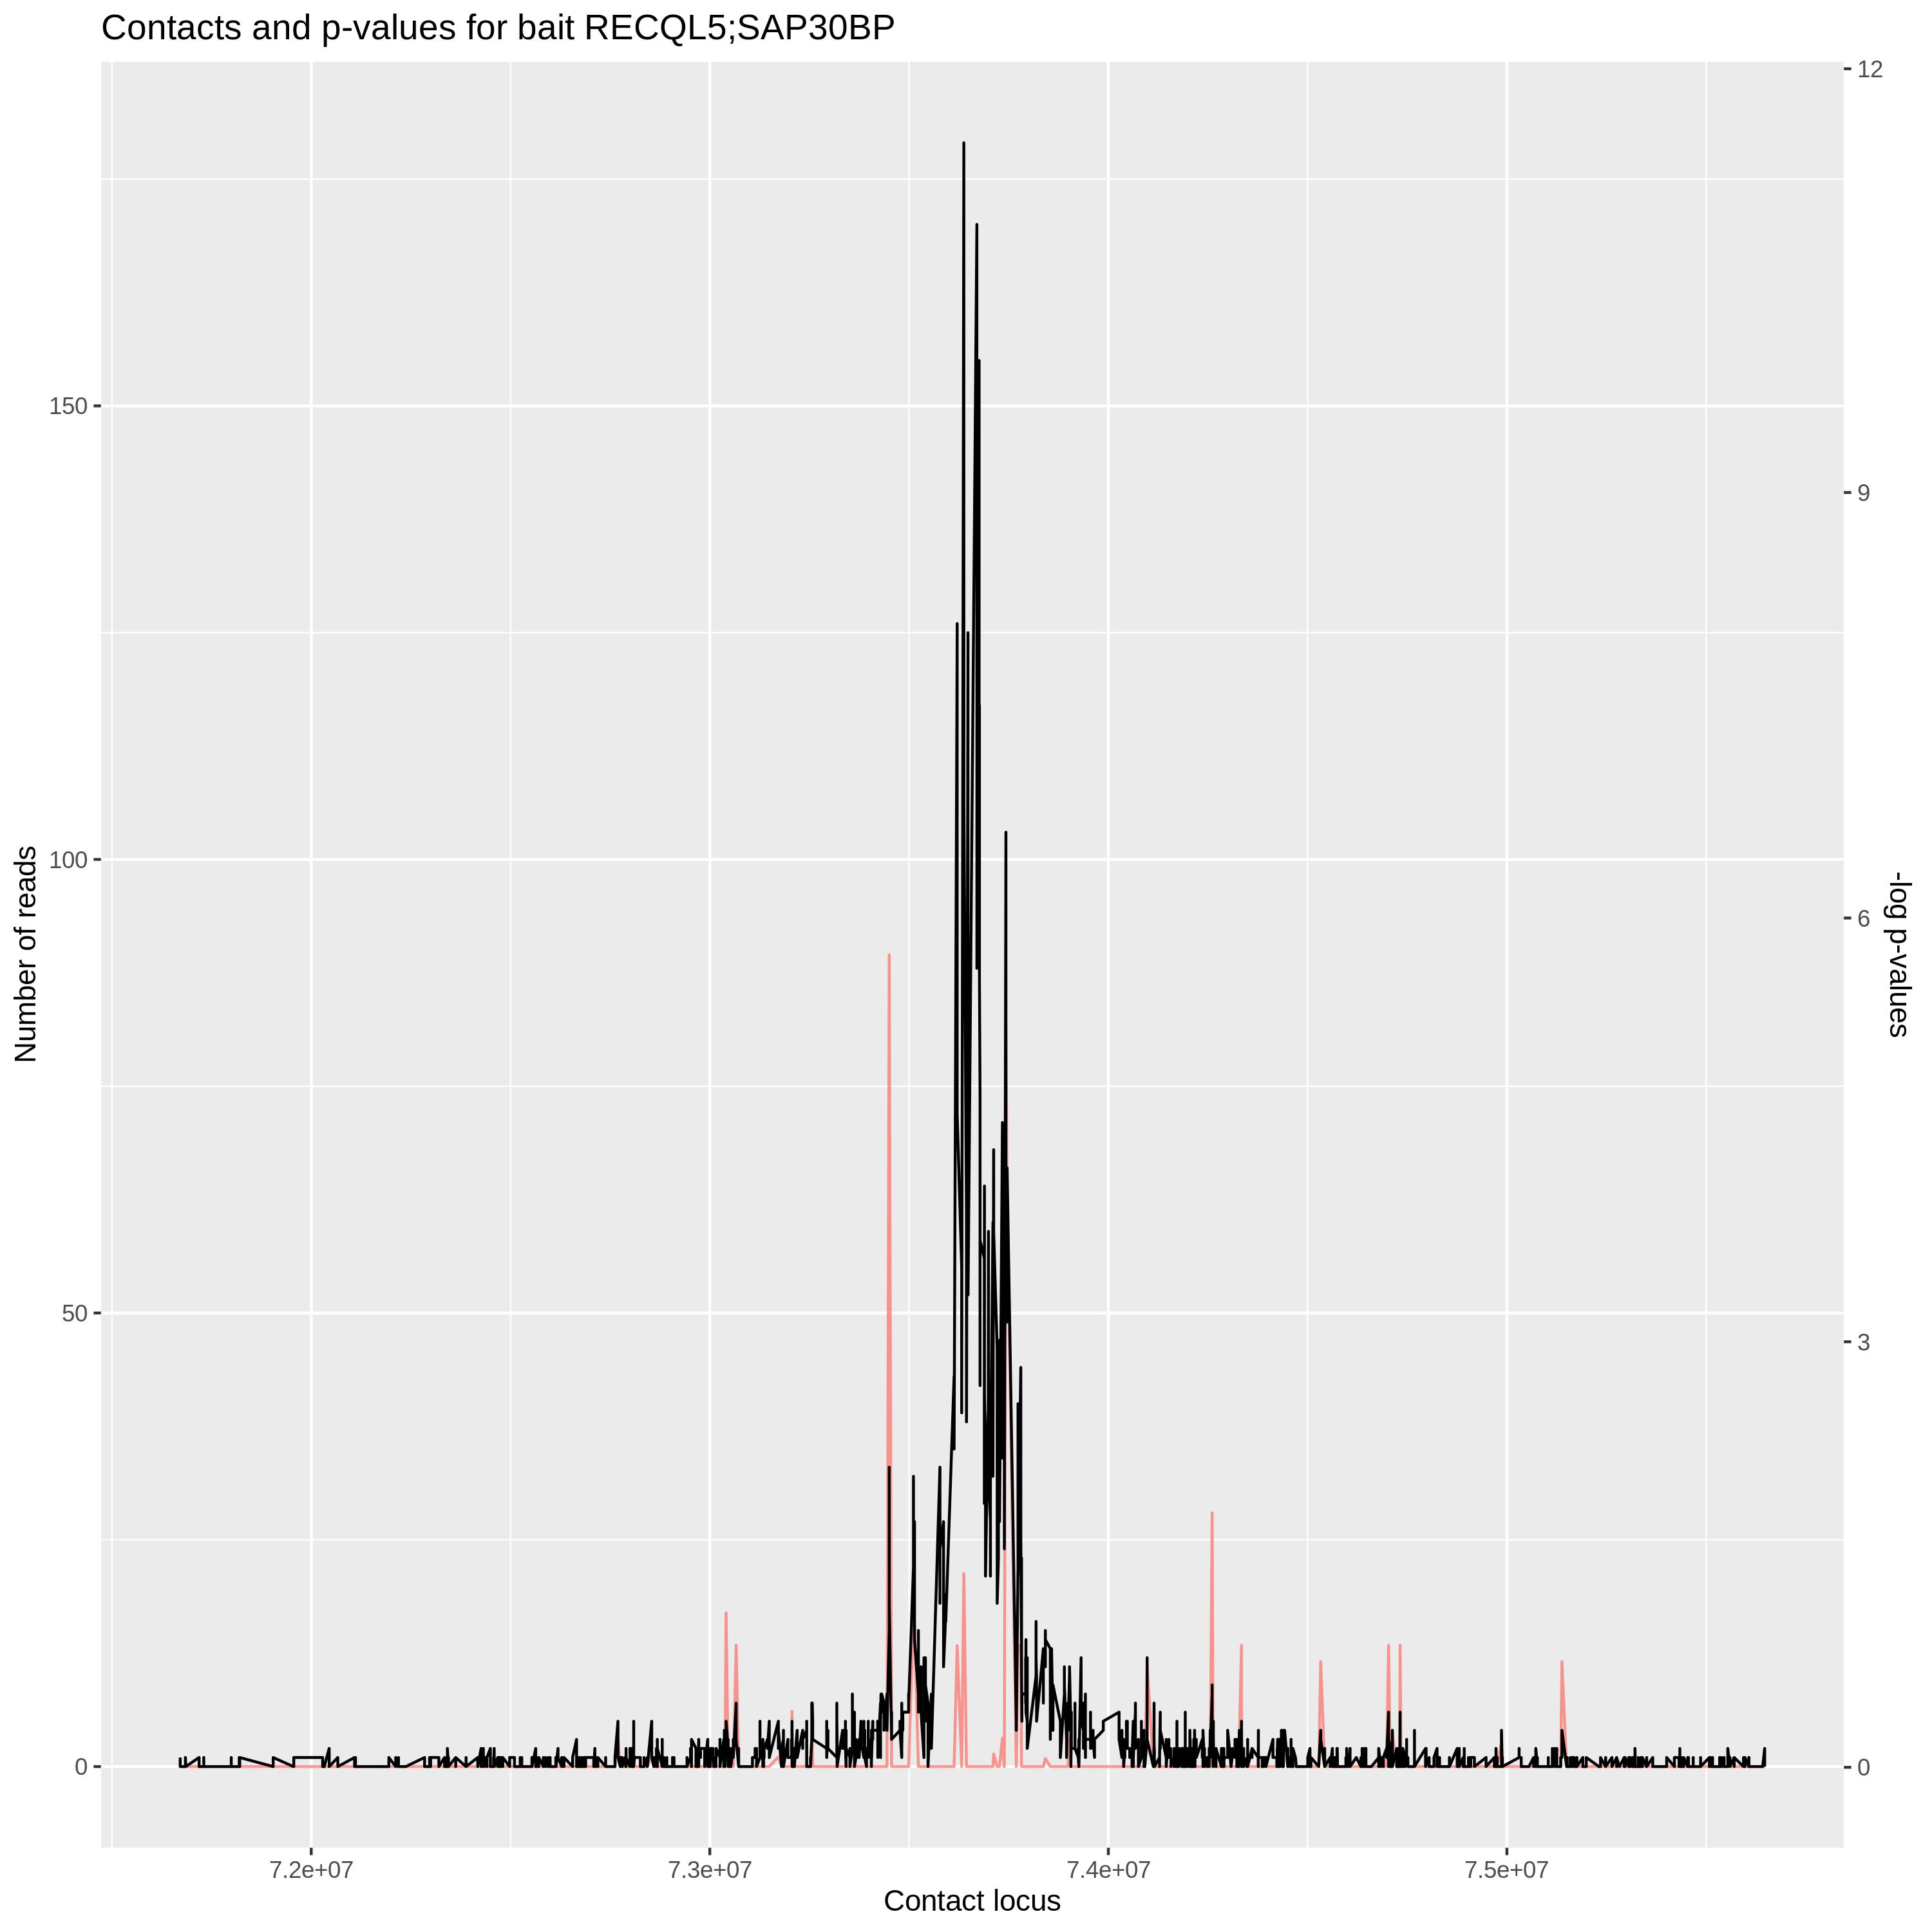 Contacts and p-values for bait RECQL5;SAP30BP
12
9
6
3
0
150
100
50
0
Number of reads
-log p-values
7.2e+07
7.3e+07
7.4e+07
7.5e+07
Contact locus